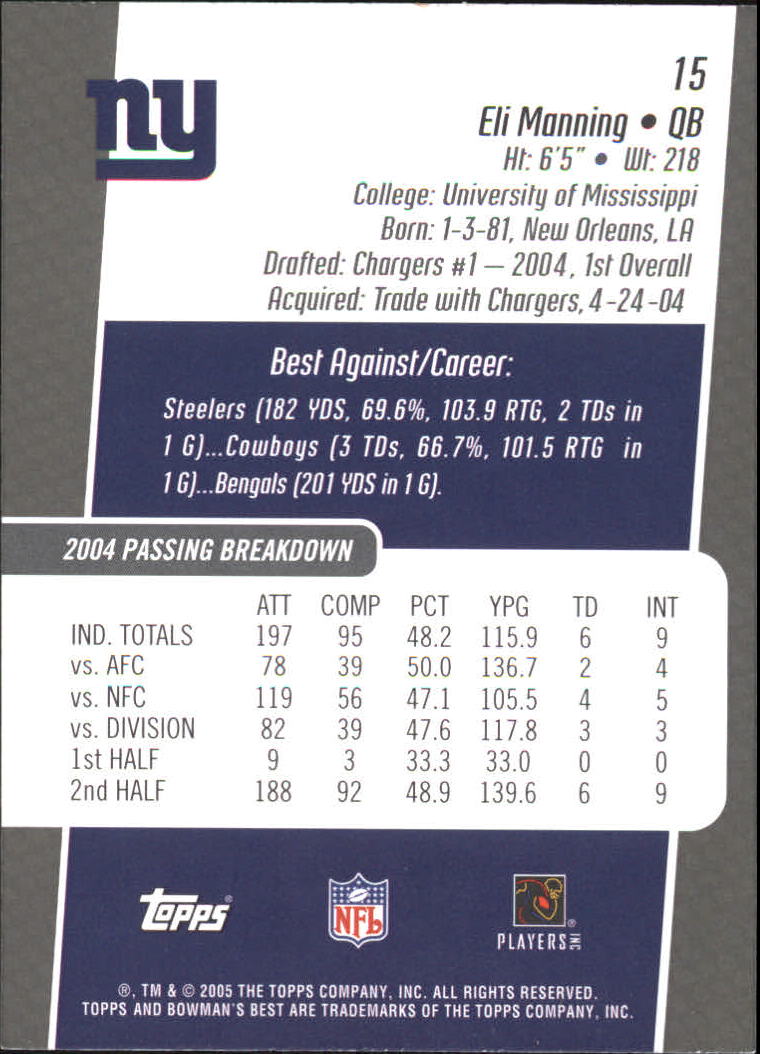 ny
15
Eli Manning • QB
Ht: 6'5" • Wt: 218
College: University of Mississippi
Born: 1-3-81, New Orleans, LA
Drafted: Chargers #1 — 2004, 1st Overall
Acquired: Trade with Chargers, 4-24-04
Best Against/Career:
Steelers (182 YDS, 69.6%, 103.9 RTG, 2 TDs in
1 G)...Cowboys (3 TDs, 66.7%, 101.5 RTG in
1 G)...Bengals (201 YDS in 1 G).
2004 PASSING BREAKDOWN
ATT COMP PCT YPG TD INT
IND. TOTALS 197 95 48.2 115.9 6 9
vs. AFC 78 39 50.0 136.7 2 4
vs. NFC 119 56 47.1 105.5 4 5
vs. DIVISION 82 39 47.6 117.8 3 3
1st HALF 9 3 33.3 33.0 0 0
2nd HALF 188 92 48.9 139.6 6 9
Topps®
NFL
PLAYERS INC ®
®, TM & © 2005 THE TOPPS COMPANY, INC. ALL RIGHTS RESERVED.
TOPPS AND BOWMAN'S BEST ARE TRADEMARKS OF THE TOPPS COMPANY, INC.